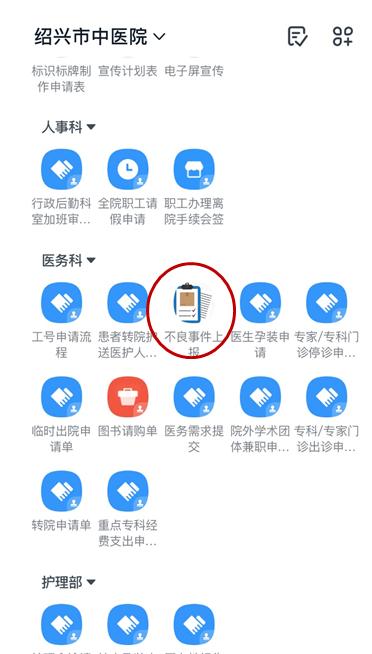 绍兴市中医院
标识标牌制 宣传计划表 电子屏宣传
作申请表
人事科
行政后勤科 全院职工请 职工办理离
室加班审... 假申请 院手续会签
医务科
工号申请流 患者转院护 不良事件上 医生孕装申 专家/专科门
程 送医护人... 报 请 诊停诊申...
临时出院申 图书请购单 医务需求提 院外学术团 专科/专家门
请单 交 体兼职申... 诊出诊申...
转院申请单 重点专科经
费支出申...
护理部